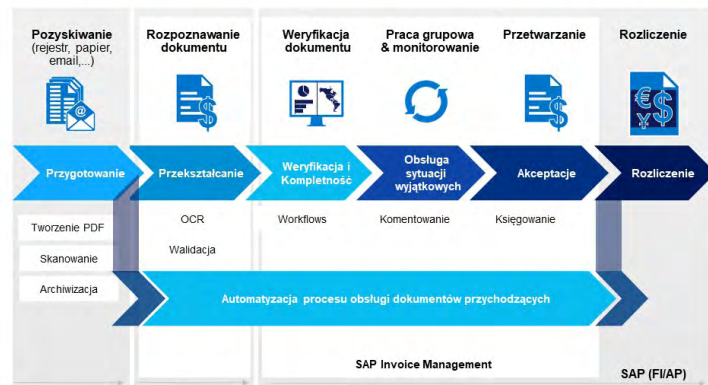 Pozyskiwanie
(rejestr, papier,
email,...)
Rozpoznawanie
dokumentu
Weryfikacja
dokumentu
Praca grupowa
& monitorowanie
Przetwarzanie
Rozliczenie
@
$
$
€
$
¥
Przygotowanie
Przekształcanie
Weryfikacja i
Kompletność
Obsługa
sytuacji
wyjątkowych
Akceptacje
Rozliczenie
Tworzenie PDF
Skanowanie
Archiwizacja
OCR
Walidacja
Workflows
Komentowanie
Księgowanie
Automatyzacja procesu obsługi dokumentów przychodzących
SAP Invoice Management
SAP (FI/AP)